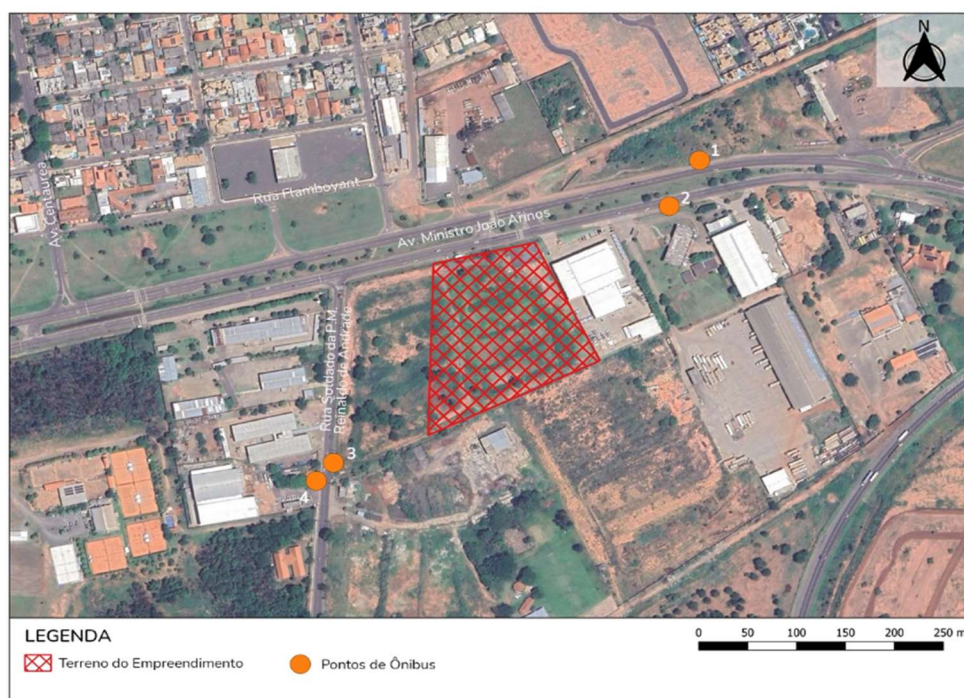 N
1
2
Rua Flamboyant
Av. Centaurea
Av. Ministro João Arinos
Rua Soldado da P.M.
Reinaldo de Andrade
3
4
LEGENDA
Terreno do Empreendimento
Pontos de Ônibus
0 50 100 150 200 250 m